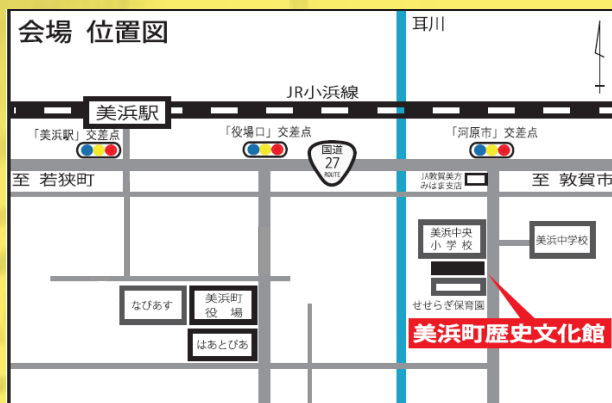 会場 位置図
耳川
JR小浜線
美浜駅
「美浜駅」交差点
「役場口」交差点
「河原市」交差点
国道
27
ROUTE
至 若狭町
JA敦賀美方
みはま支店
至 敦賀市
美浜中央
小学校
美浜中学校
なびあす
美浜町
役場
せせらぎ保育園
はあとぴあ
美浜町歴史文化館